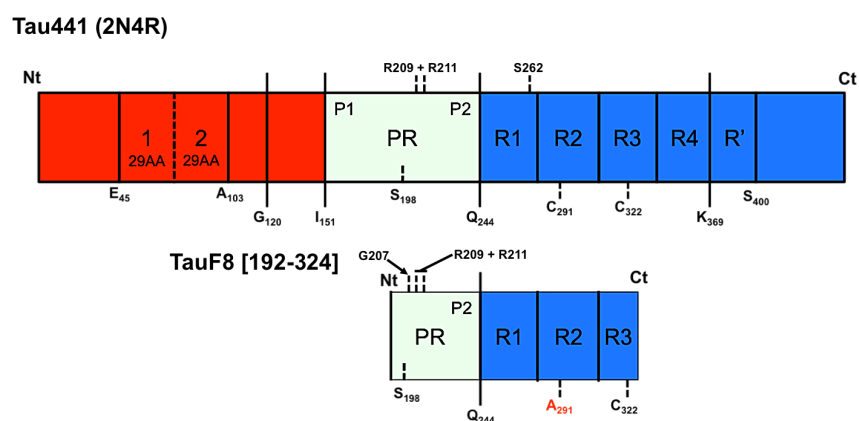 Tau441 (2N4R)
R209 + R211
S262
Nt
Ct
P1
P2
1
2
PR
R1
R2
R3
R4
R'
29AA
29AA
E45
A103
S198
C291
C322
S400
G120
I151
Q244
K369
G207
R209 + R211
TauF8 [192-324]
Nt
Ct
P2
PR
R1
R2
R3
S198
A291
C322
Q244